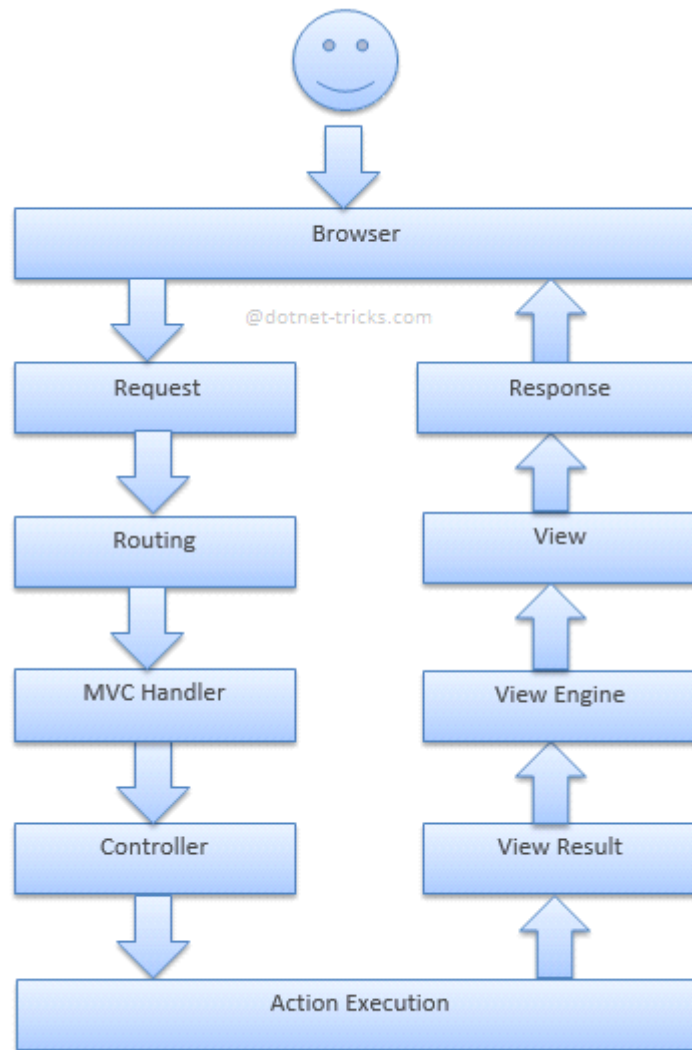 Browser
@dotnet-tricks.com
Request
Response
Routing
View
MVC Handler
View Engine
Controller
View Result
Action Execution